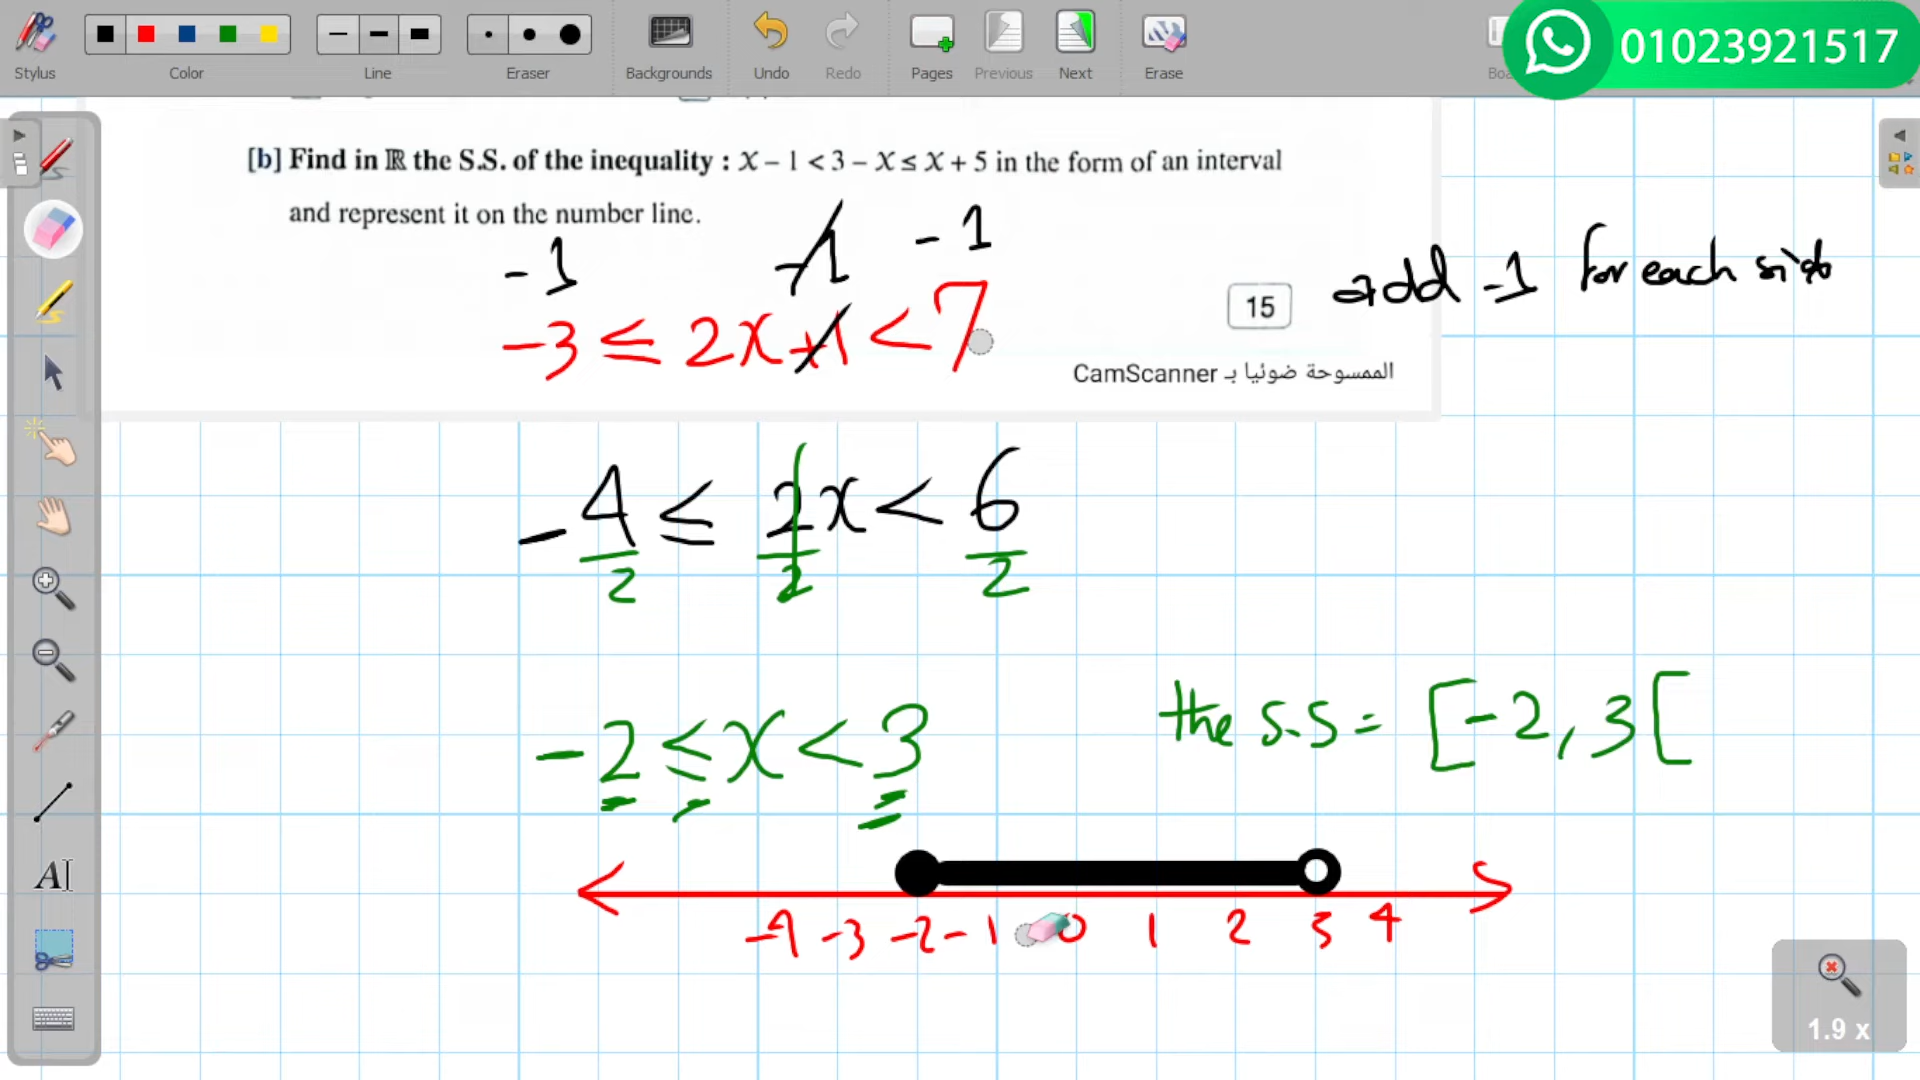 Stylus Color Line Eraser Backgrounds Undo Redo Pages Previous Next Erase
01023921517
[b] Find in ℝ the S.S. of the inequality : X − 1 < 3 − X ≤ X + 5 in the form of an interval
and represent it on the number line.
-1 -1 -1
add -1 for each side
-3 ≤ 2x +1 < 7
15
الممسوحة ضوئيا بـ CamScanner
-4/2 ≤ 2x/2 < 6/2
-2 ≤ x < 3
the S.S = [-2, 3[
-4 -3 -2 -1 0 1 2 3 4
A
1.9 x